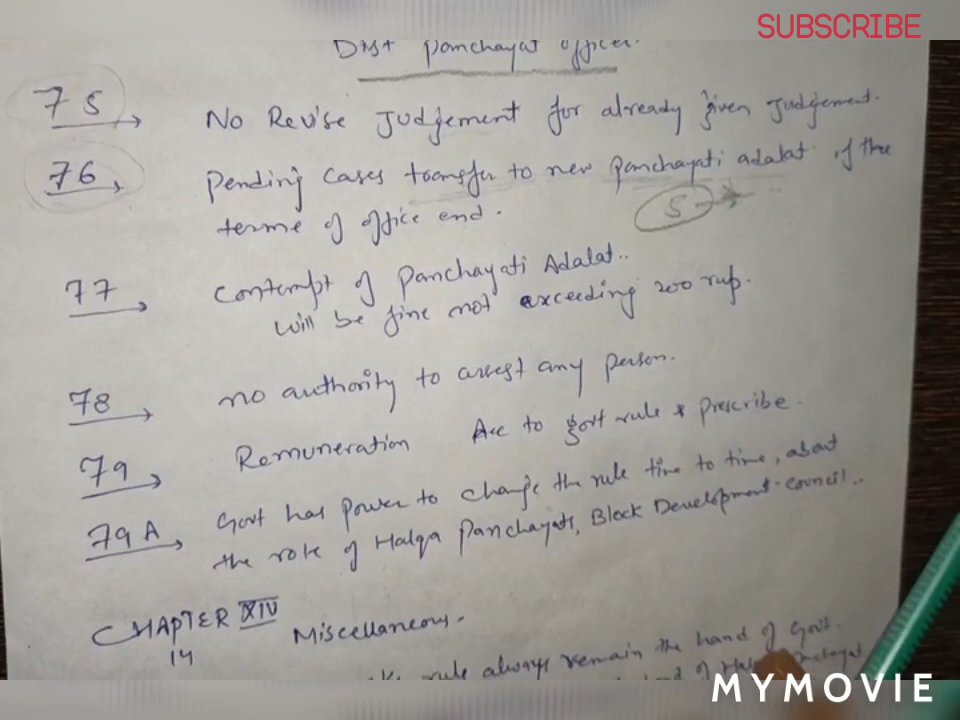 SUBSCRIBE
Dist Panchayat officer.
75 No Revise Judgement for already given Judgement.
76 Pending cases transfer to new panchayati adalat if the
terme of office end.
5
77 Contempt of Panchayati Adalat..
will be fine not exceeding 200 rup.
78 no authority to arrest any person.
79 Remuneration Acc to govt rule & prescribe.
79A Govt has power to change the rule time to time, about
the role of Halqa Panchayats, Block Development council..
CHAPTER XIV Miscellaneous.
14
rule always remain the hand of Govt.
of
MYMOVIE